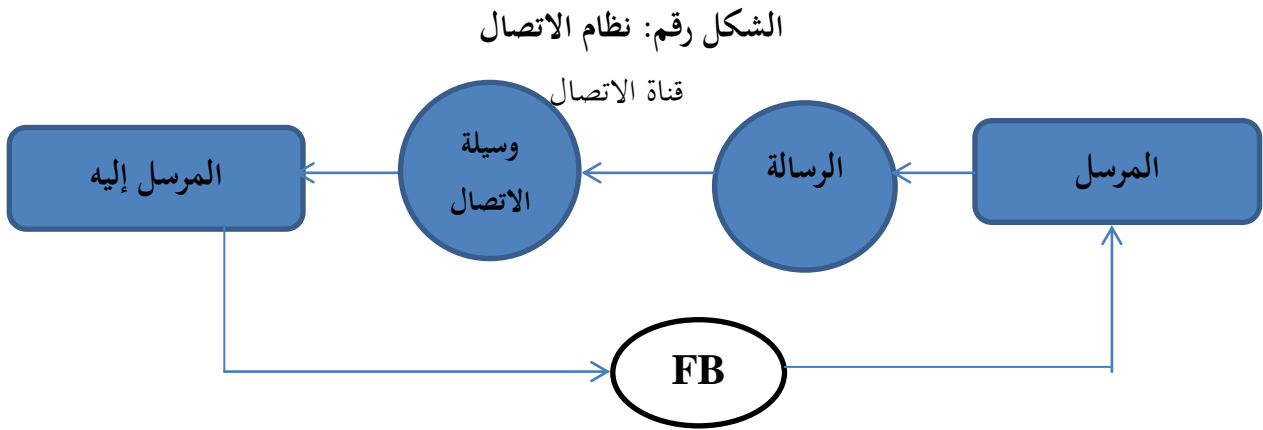 الشكل رقم: نظام الاتصال
قناة الاتصال
المرسل
الرسالة
وسيلة
الاتصال
المرسل إليه
FB